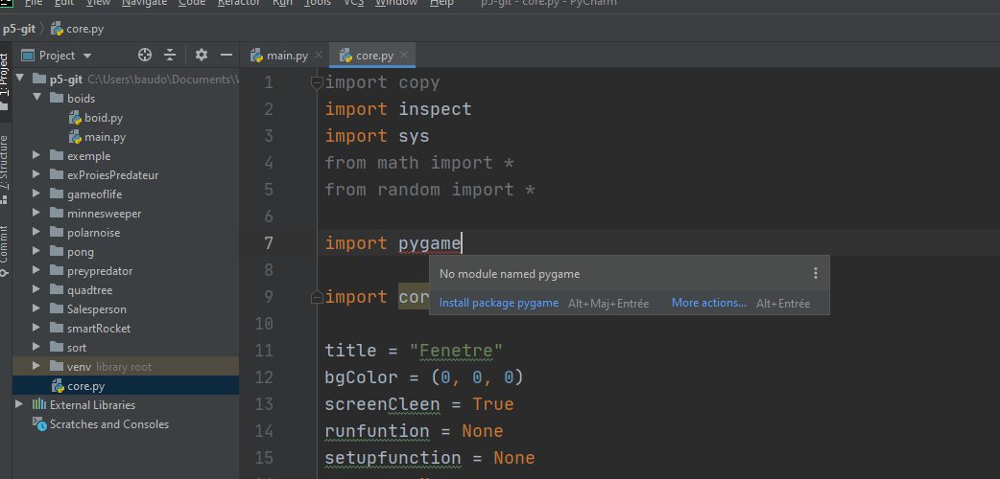 File Edit View Navigate Code Refactor Run Tools VCS Window Help p5-git - core.py - PyCharm
p5-git core.py
1: Project
Project
main.py
core.py
p5-git C:\Users\baudo\Documents\
boids
boid.py
main.py
exemple
exProiesPredateur
gameoflife
minnesweeper
polarnoise
pong
preypredator
quadtree
Salesperson
smartRocket
sort
venv library root
core.py
External Libraries
Scratches and Consoles
7: Structure
Commit
1 import copy
2 import inspect
3 import sys
4 from math import *
5 from random import *
6
7 import pygame
No module named pygame
Install package pygame Alt+Maj+Entrée More actions... Alt+Entrée
8
9 import cor
10
11 title = "Fenetre"
12 bgColor = (0, 0, 0)
13 screenCleen = True
14 runfuntion = None
15 setupfunction = None